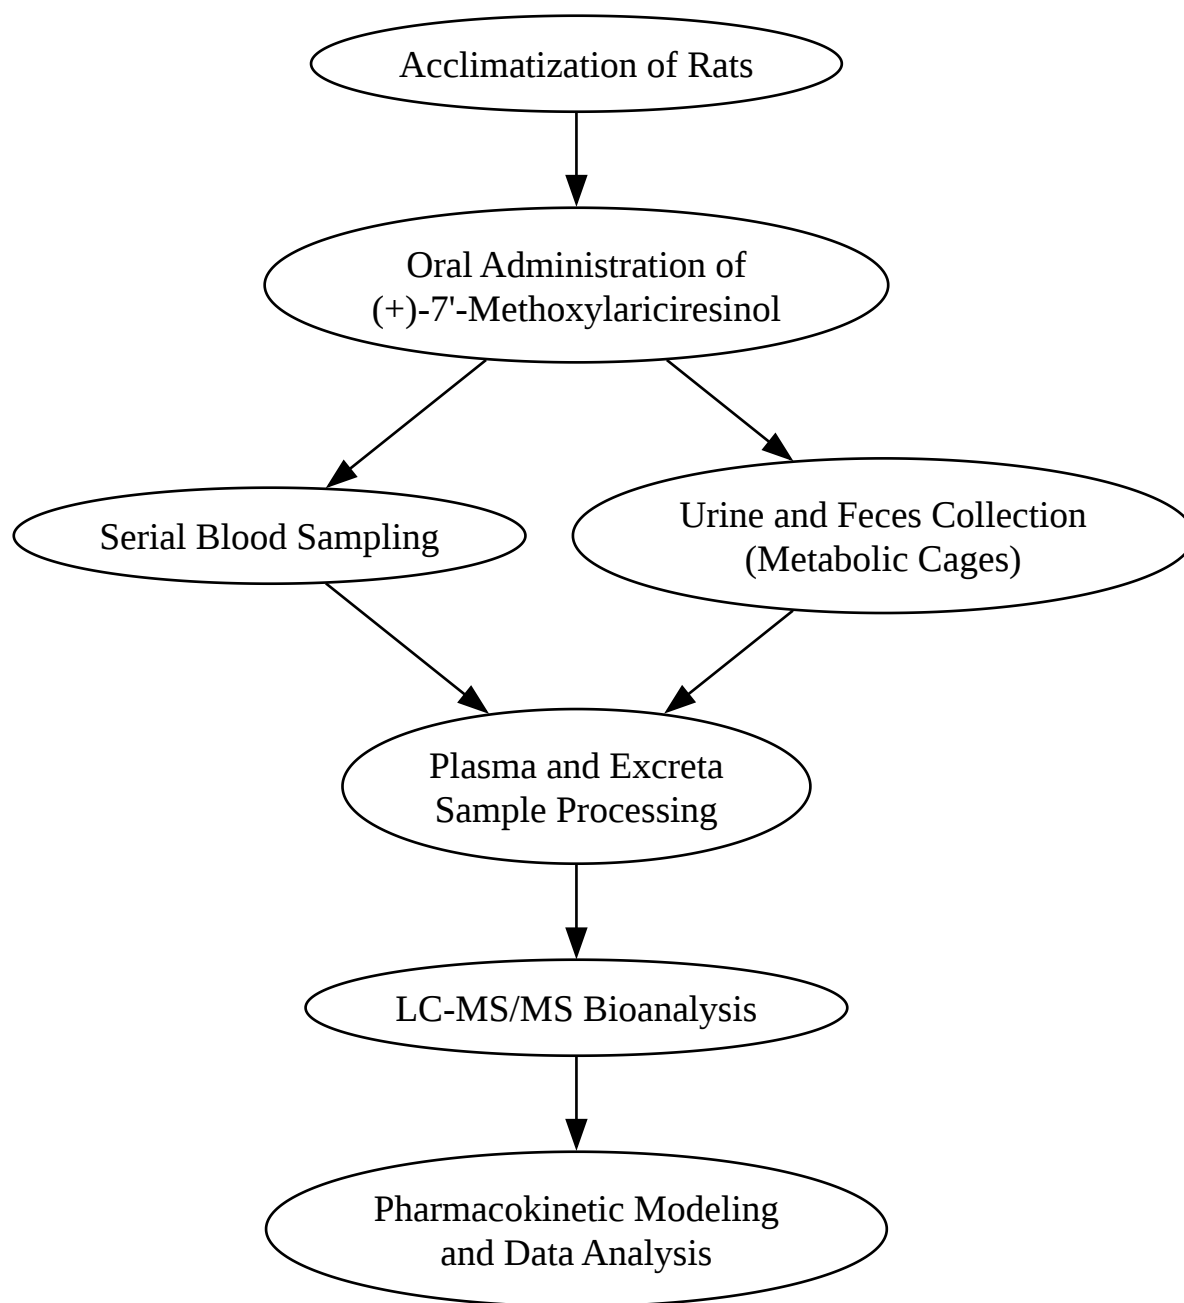 Acclimatization of Rats
Oral Administration of
(+)-7'-Methoxylariciresinol
Serial Blood Sampling
Urine and Feces Collection
(Metabolic Cages)
Plasma and Excreta
Sample Processing
LC-MS/MS Bioanalysis
Pharmacokinetic Modeling
and Data Analysis